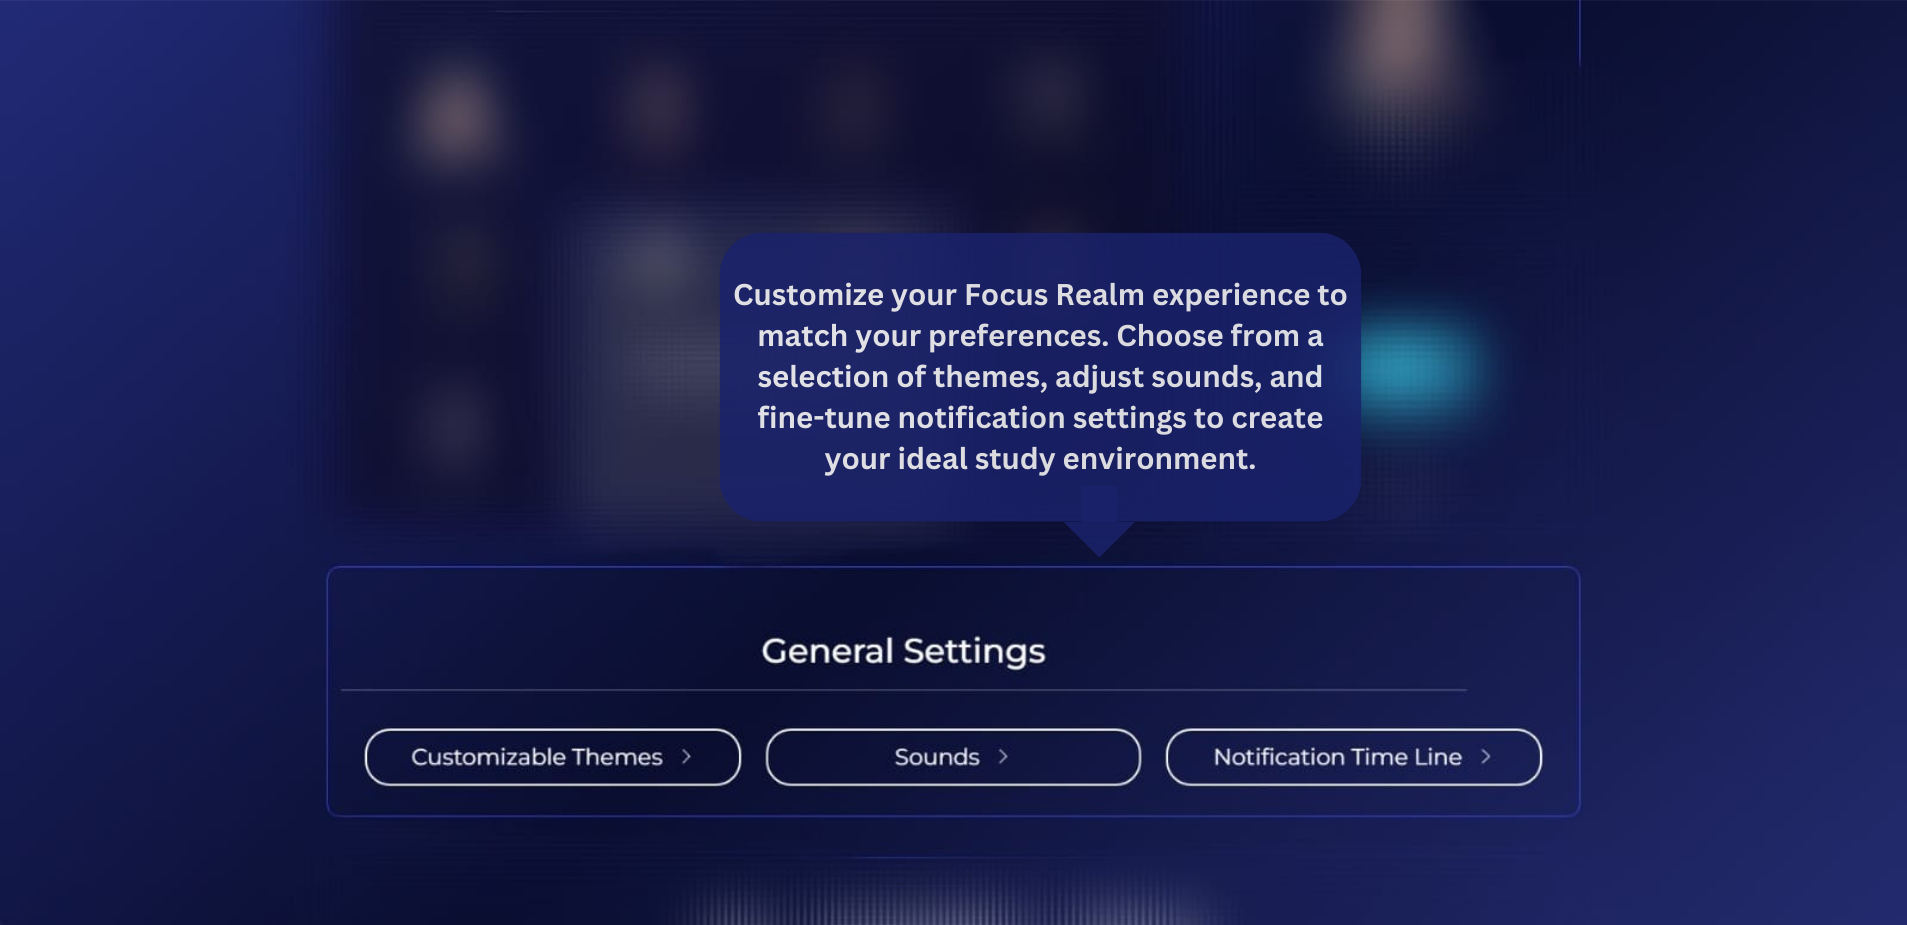 Customize your Focus Realm experience to
match your preferences. Choose from a
selection of themes, adjust sounds, and
fine-tune notification settings to create
your ideal study environment.
General Settings
Customizable Themes
Sounds
Notification Time Line